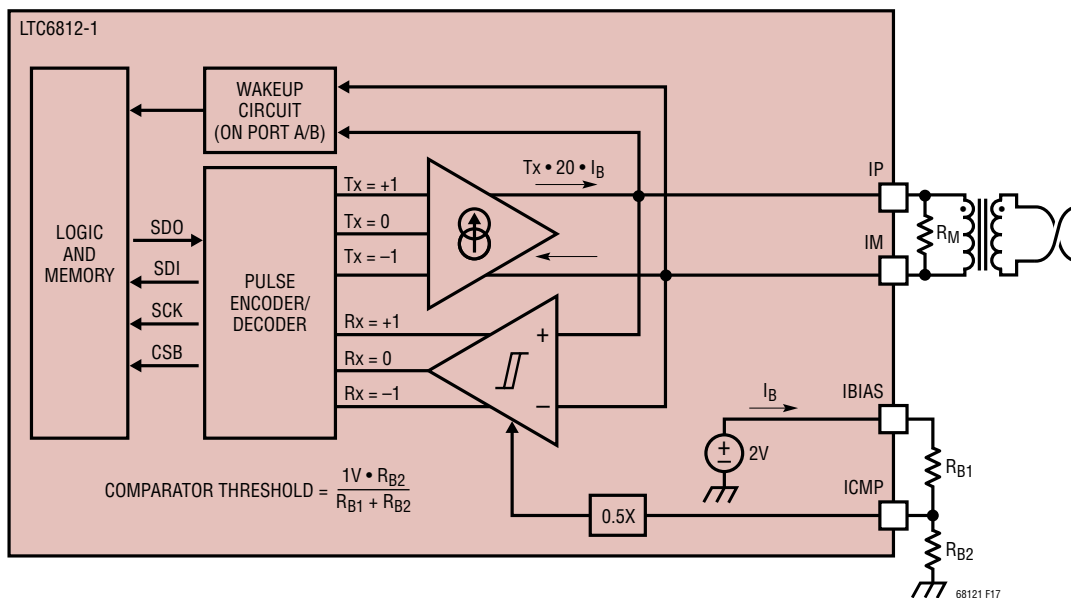 LTC6812-1
WAKEUP
CIRCUIT
(ON PORT A/B)
LOGIC
AND
MEMORY
SDO
SDI
SCK
CSB
PULSE
ENCODER/
DECODER
Tx = +1
Tx = 0
Tx = –1
Rx = +1
Rx = 0
Rx = –1
Tx • 20 • IB
+
–
IP
IM
RM
IB
IBIAS
+
–
2V
RB1
ICMP
0.5X
RB2
COMPARATOR THRESHOLD = 1V • RB2
RB1 + RB2
68121 F17